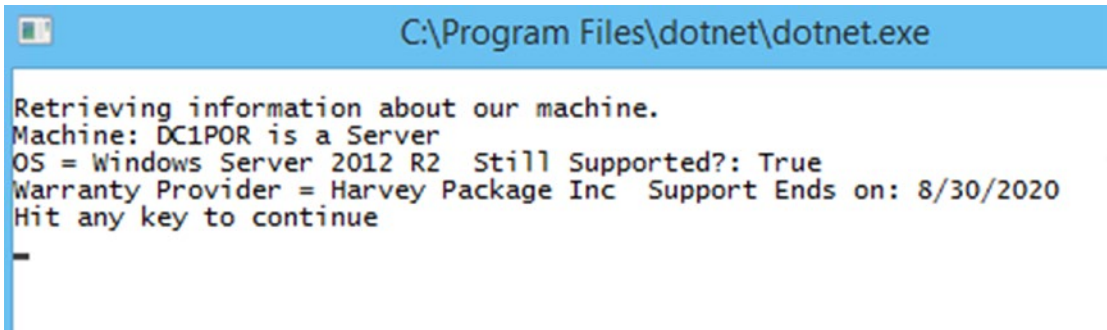 C:\Program Files\dotnet\dotnet.exe
Retrieving information about our machine.
Machine: DC1POR is a Server
OS = Windows Server 2012 R2  Still Supported?: True
Warranty Provider = Harvey Package Inc  Support Ends on: 8/30/2020
Hit any key to continue